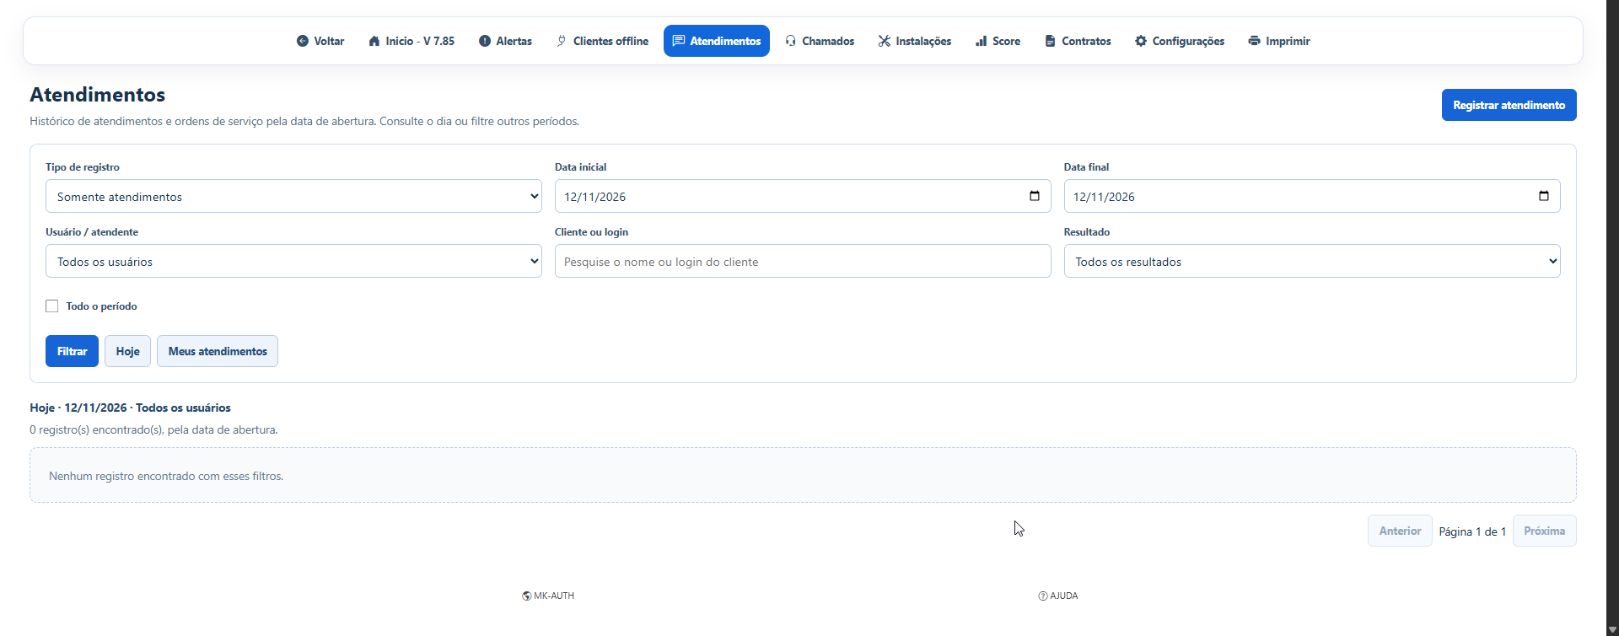 Voltar Inicio - V 7.85 Alertas Clientes offline Atendimentos Chamados Instalações Score Contratos Configurações Imprimir
Atendimentos
Registrar atendimento
Histórico de atendimentos e ordens de serviço pela data de abertura. Consulte o dia ou filtre outros períodos.
Tipo de registro Data inicial Data final
Somente atendimentos 12/11/2026 12/11/2026
Usuário / atendente Cliente ou login Resultado
Todos os usuários Pesquise o nome ou login do cliente Todos os resultados
Todo o período
Filtrar Hoje Meus atendimentos
Hoje · 12/11/2026 · Todos os usuários
0 registro(s) encontrado(s), pela data de abertura.
Nenhum registro encontrado com esses filtros.
Anterior Página 1 de 1 Próxima
MK-AUTH AJUDA